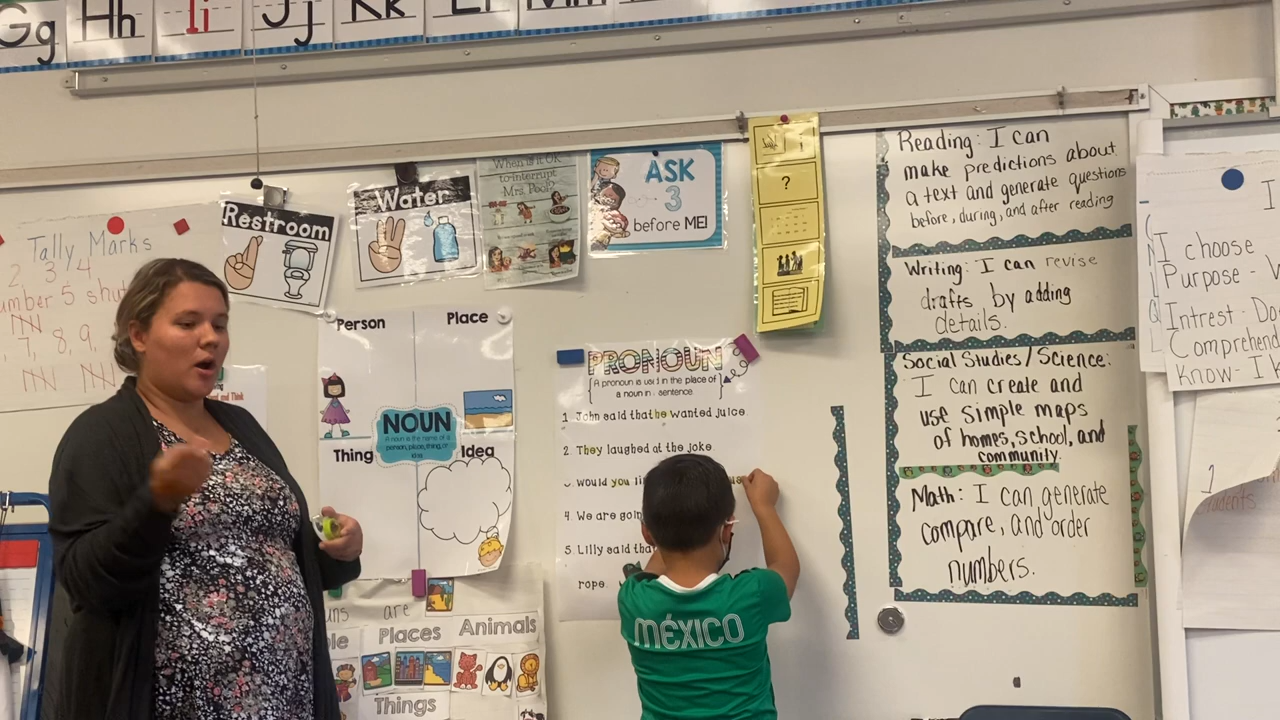 Gg Hh Ii Jj Kk Ll Mm
Tally Marks
2 3 4
7, 8, 9,
Restroom
Water
When is it OK
to interrupt
Mrs. Pool?
ASK
3
before ME!
?
Person
Place
NOUN
A noun is the name of a
person, place, thing, or
idea
Thing
Idea
are
Places
Animals
Things
PRONOUN
A pronoun is used in the place of
a noun in sentence.
1. John said that he wanted juice.
2. They laughed at the joke.
Would you us
4. We are goin
5. Lilly said that
rope.
MÉXICO
Reading: I can
make predictions about
a text and generate questions
before, during, and after reading
Writing: I can revise
drafts by adding
details.
Social Studies/Science:
I can create and
use simple maps
of homes, school, and
community.
Math: I can generate
compare, and order
numbers.
I
I choose
Purpose -
Intrest - Do
Comprehend
Know - I k
1